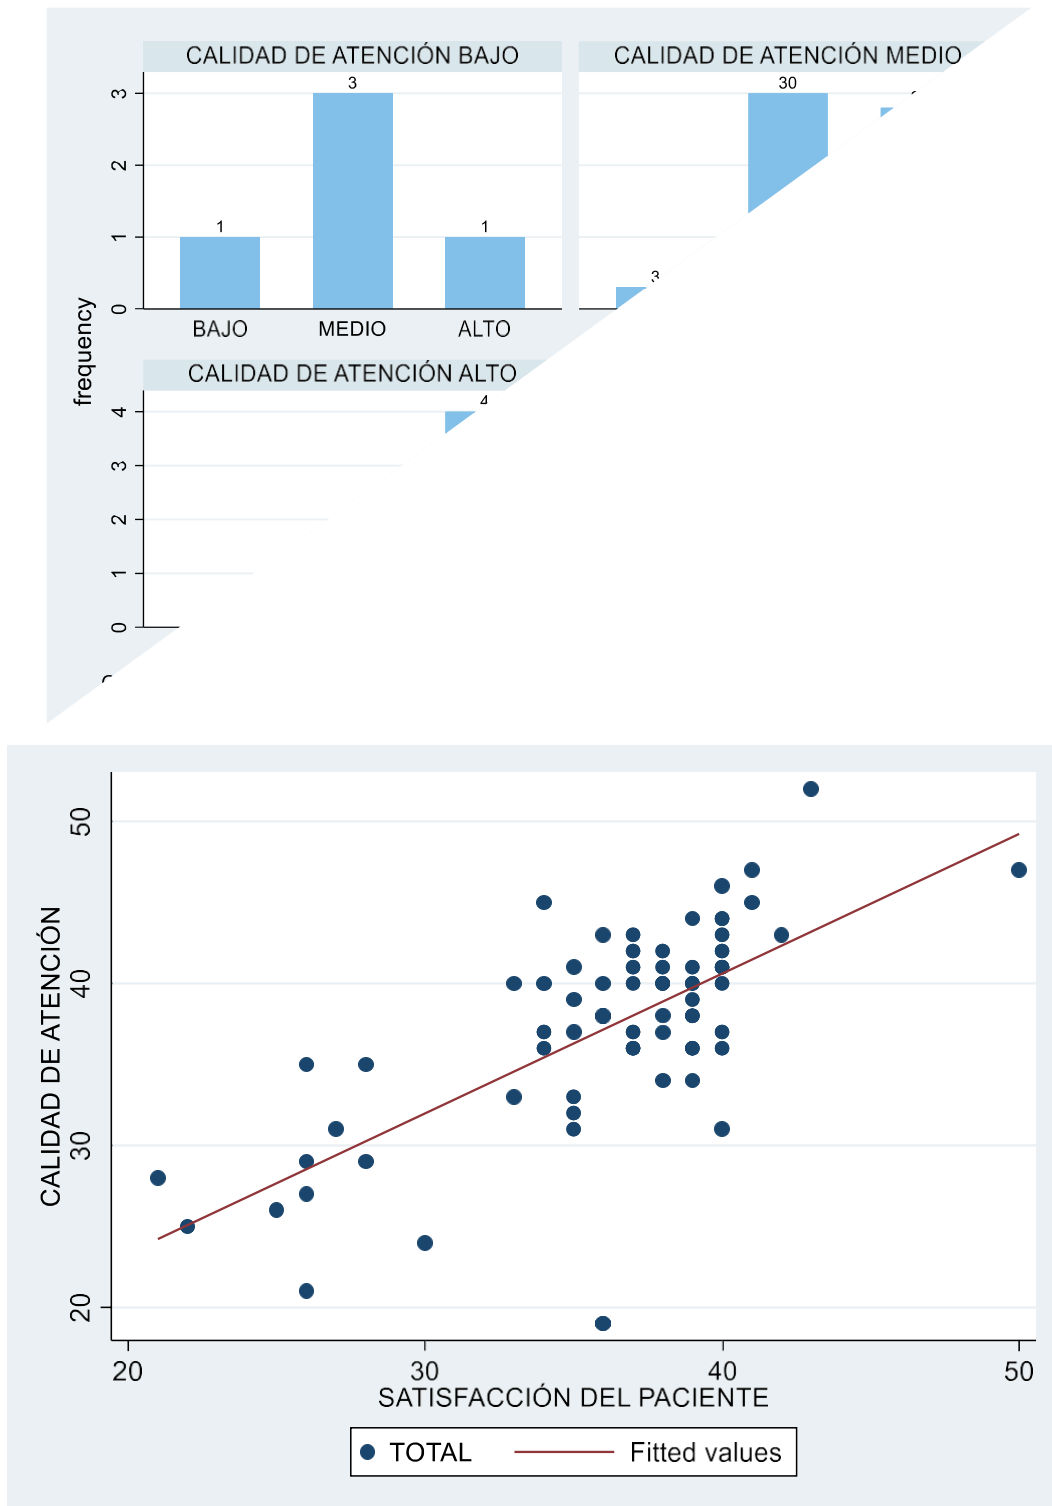 CALIDAD DE ATENCIÓN BAJO
CALIDAD DE ATENCIÓN MEDIO
3
2
1
0
1
3
1
30
3
BAJO
MEDIO
ALTO
frequency
CALIDAD DE ATENCIÓN ALTO
4
3
2
1
0
4
50
40
30
20
CALIDAD DE ATENCIÓN
20
30
40
50
SATISFACCIÓN DEL PACIENTE
TOTAL
Fitted values